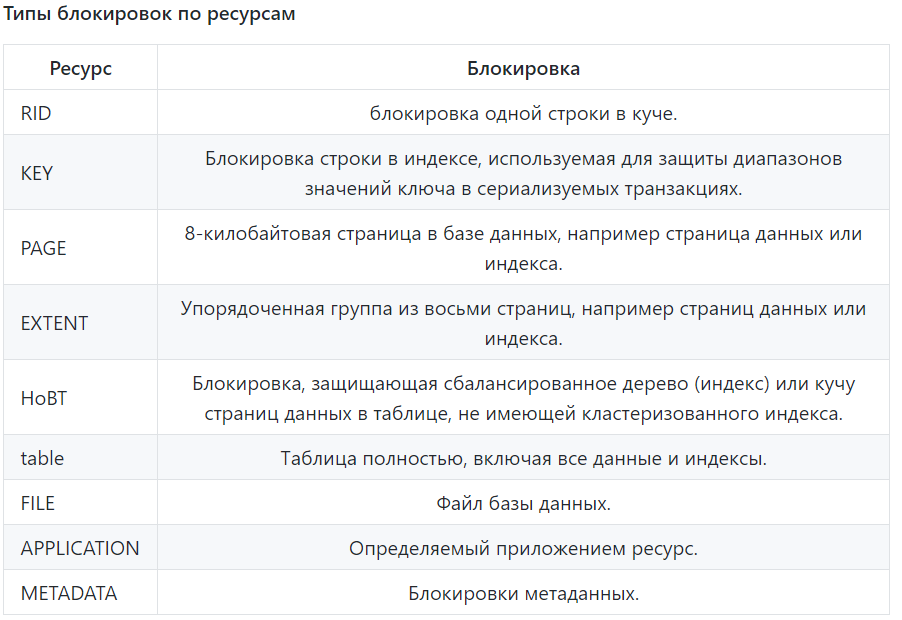 Типы блокировок по ресурсам
Ресурс Блокировка
RID блокировка одной строки в куче.
KEY Блокировка строки в индексе, используемая для защиты диапазонов
значений ключа в сериализуемых транзакциях.
PAGE 8-килобайтовая страница в базе данных, например страница данных или
индекса.
EXTENT Упорядоченная группа из восьми страниц, например страниц данных или
индекса.
HoBT Блокировка, защищающая сбалансированное дерево (индекс) или кучу
страниц данных в таблице, не имеющей кластеризованного индекса.
table Таблица полностью, включая все данные и индексы.
FILE Файл базы данных.
APPLICATION Определяемый приложением ресурс.
METADATA Блокировки метаданных.